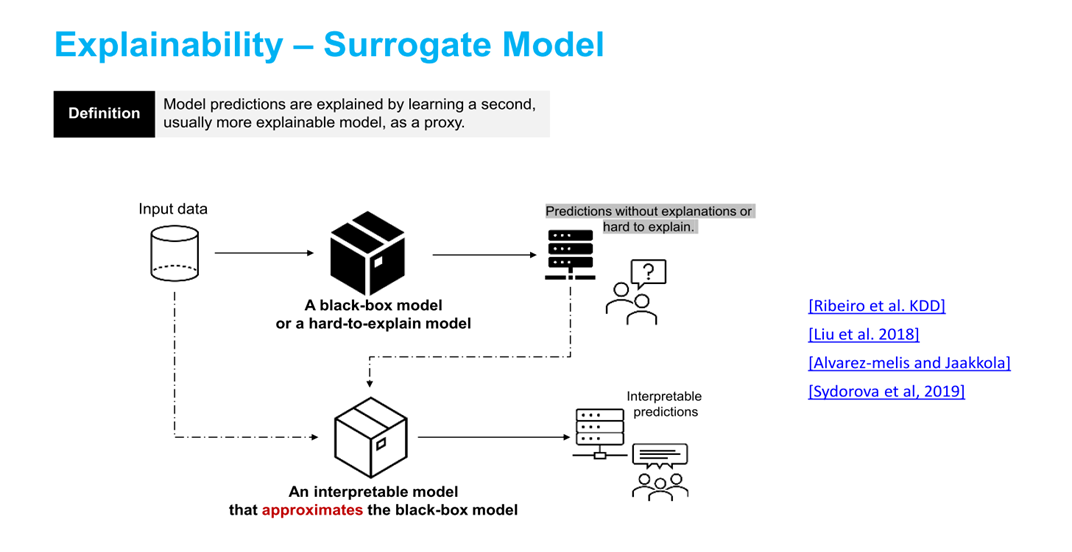 Explainability – Surrogate Model
Definition
Model predictions are explained by learning a second,
usually more explainable model, as a proxy.
Input data
Predictions without explanations or
hard to explain.
?
A black-box model
or a hard-to-explain model
[Ribeiro et al. KDD]
[Liu et al. 2018]
[Alvarez-melis and Jaakkola]
[Sydorova et al, 2019]
Interpretable
predictions
An interpretable model
that approximates the black-box model